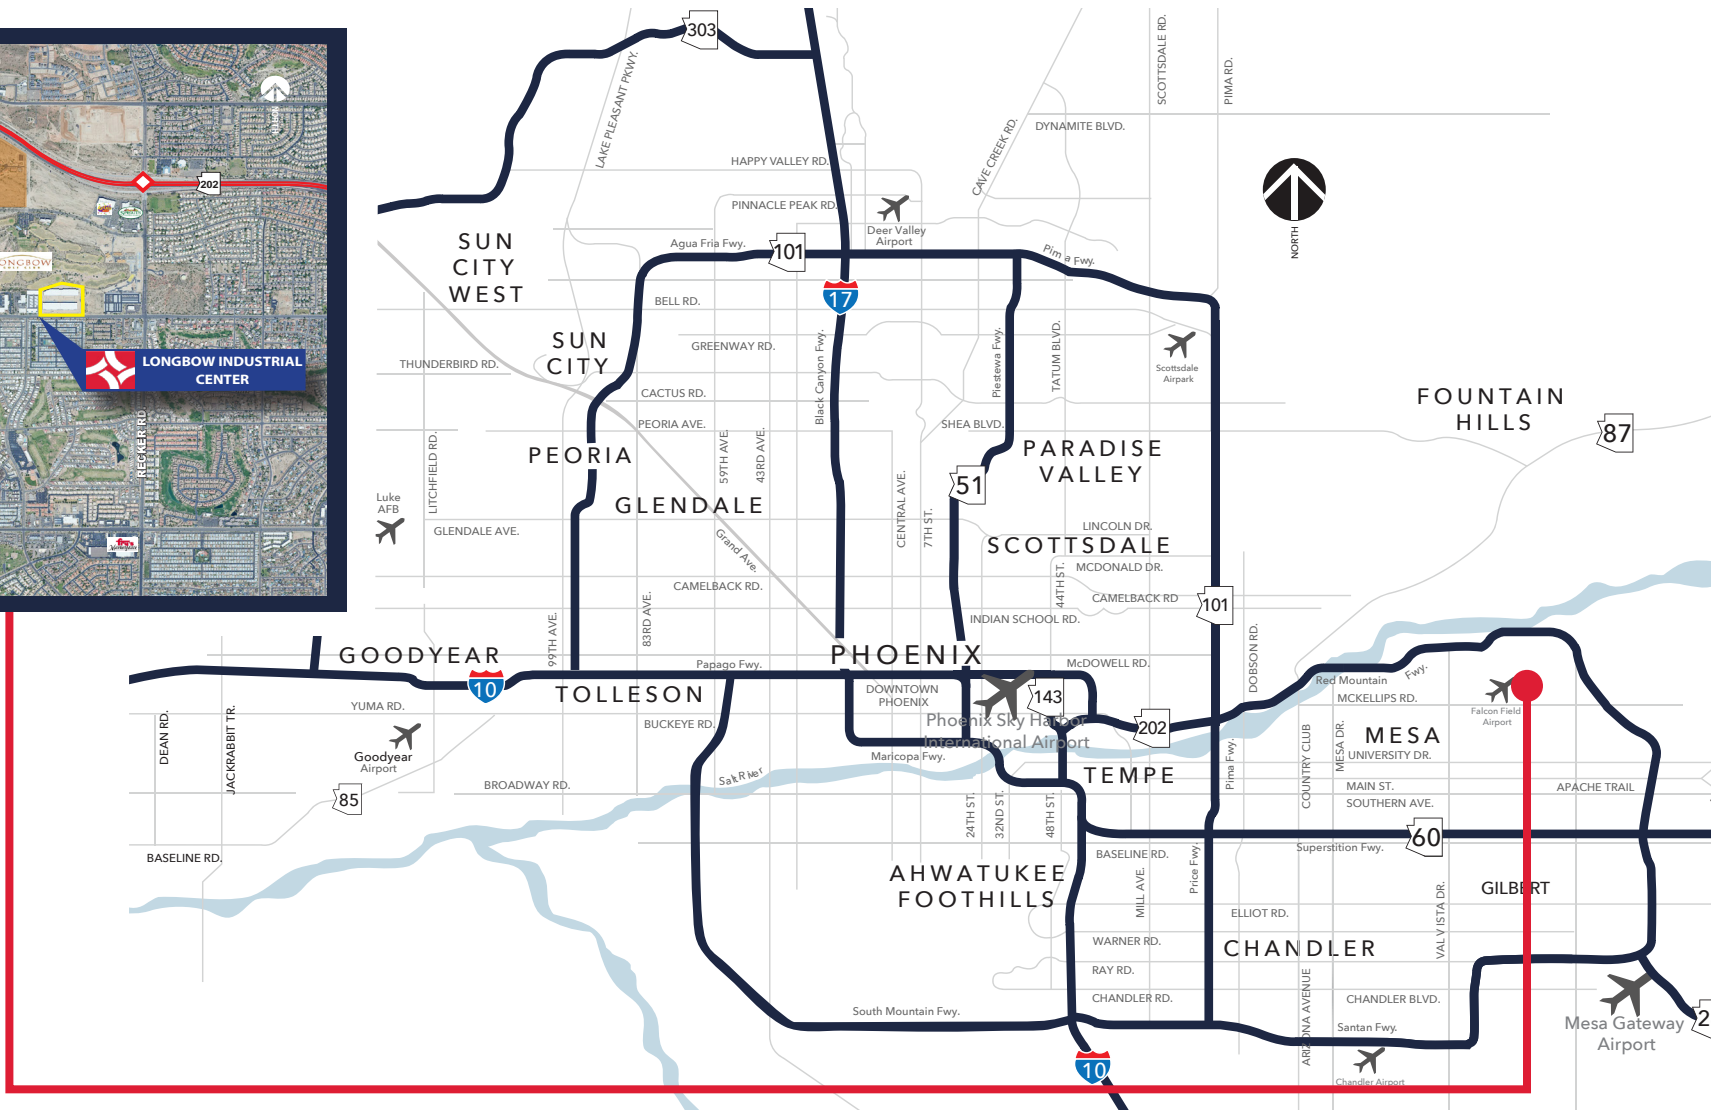 303
SCOTTSDALE RD.
PIMA RD.
LAKE PLEASANT PKWY.
CAVE CREEK RD.
DYNAMITE BLVD.
HAPPY VALLEY RD.
PINNACLE PEAK RD.
Deer Valley
Airport
NORTH
NORTH
202
LONGBOW INDUSTRIAL
CENTER
RECKER RD
SUN
CITY
WEST
Agua Fria Fwy.
101
Pima Fwy.
17
BELL RD.
SUN
CITY
GREENWAY RD.
THUNDERBIRD RD.
Black Canyon Fwy.
Piestewa Fwy.
TATUM BLVD.
Scottsdale
Airpark
CACTUS RD.
PEORIA AVE.
SHEA BLVD.
FOUNTAIN
HILLS
87
PEORIA
LITCHFIELD RD.
59TH AVE.
43RD AVE.
PARADISE
VALLEY
51
GLENDALE
Luke
AFB
GLENDALE AVE.
CENTRAL AVE.
7TH ST.
Grand Ave.
LINCOLN DR.
SCOTTSDALE
MCDONALD DR.
44TH ST.
CAMELBACK RD.
CAMELBACK RD
101
INDIAN SCHOOL RD.
99TH AVE.
83RD AVE.
GOODYEAR
PHOENIX
Papago Fwy.
McDOWELL RD.
DOBSON RD.
10
TOLLESON
DOWNTOWN
PHOENIX
143
Red Mountain
Fwy.
MCKELLIPS RD.
Falcon Field
Airport
YUMA RD.
BUCKEYE RD.
Phoenix Sky Harbor
International Airport
202
MESA
DEAN RD.
JACKRABBIT TR.
Goodyear
Airport
Maricopa Fwy.
COUNTRY CLUB
MESA DR.
UNIVERSITY DR.
Pima Fwy.
Salt River
TEMPE
BROADWAY RD.
85
MAIN ST.
APACHE TRAIL
SOUTHERN AVE.
24TH ST.
32ND ST.
48TH ST.
60
Superstition Fwy.
BASELINE RD.
BASELINE RD.
Price Fwy.
AHWATUKEE
FOOTHILLS
MILL AVE.
GILBERT
VAL VISTA DR.
ELLIOT RD.
WARNER RD.
CHANDLER
RAY RD.
CHANDLER RD.
CHANDLER BLVD.
ARIZONA AVENUE
South Mountain Fwy.
Santan Fwy.
Mesa Gateway
Airport
10
Chandler Airport